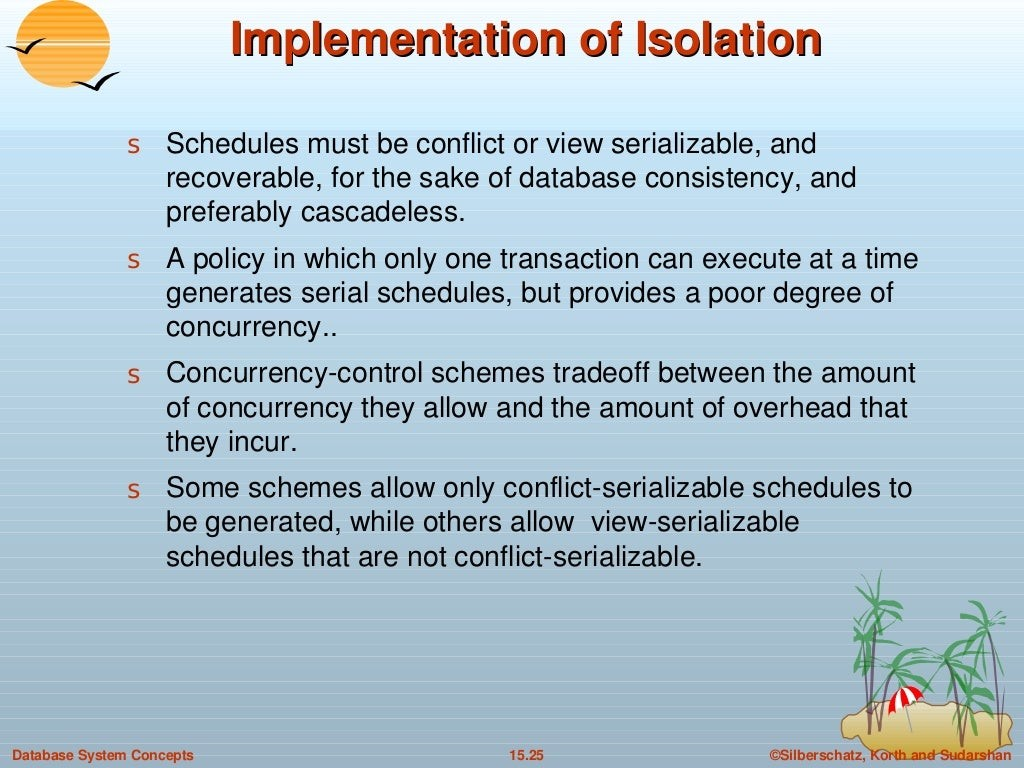 Implementation of Isolation
s Schedules must be conflict or view serializable, and
recoverable, for the sake of database consistency, and
preferably cascadeless.
s A policy in which only one transaction can execute at a time
generates serial schedules, but provides a poor degree of
concurrency..
s Concurrency-control schemes tradeoff between the amount
of concurrency they allow and the amount of overhead that
they incur.
s Some schemes allow only conflict-serializable schedules to
be generated, while others allow  view-serializable
schedules that are not conflict-serializable.
Database System Concepts 15.25 ©Silberschatz, Korth and Sudarshan